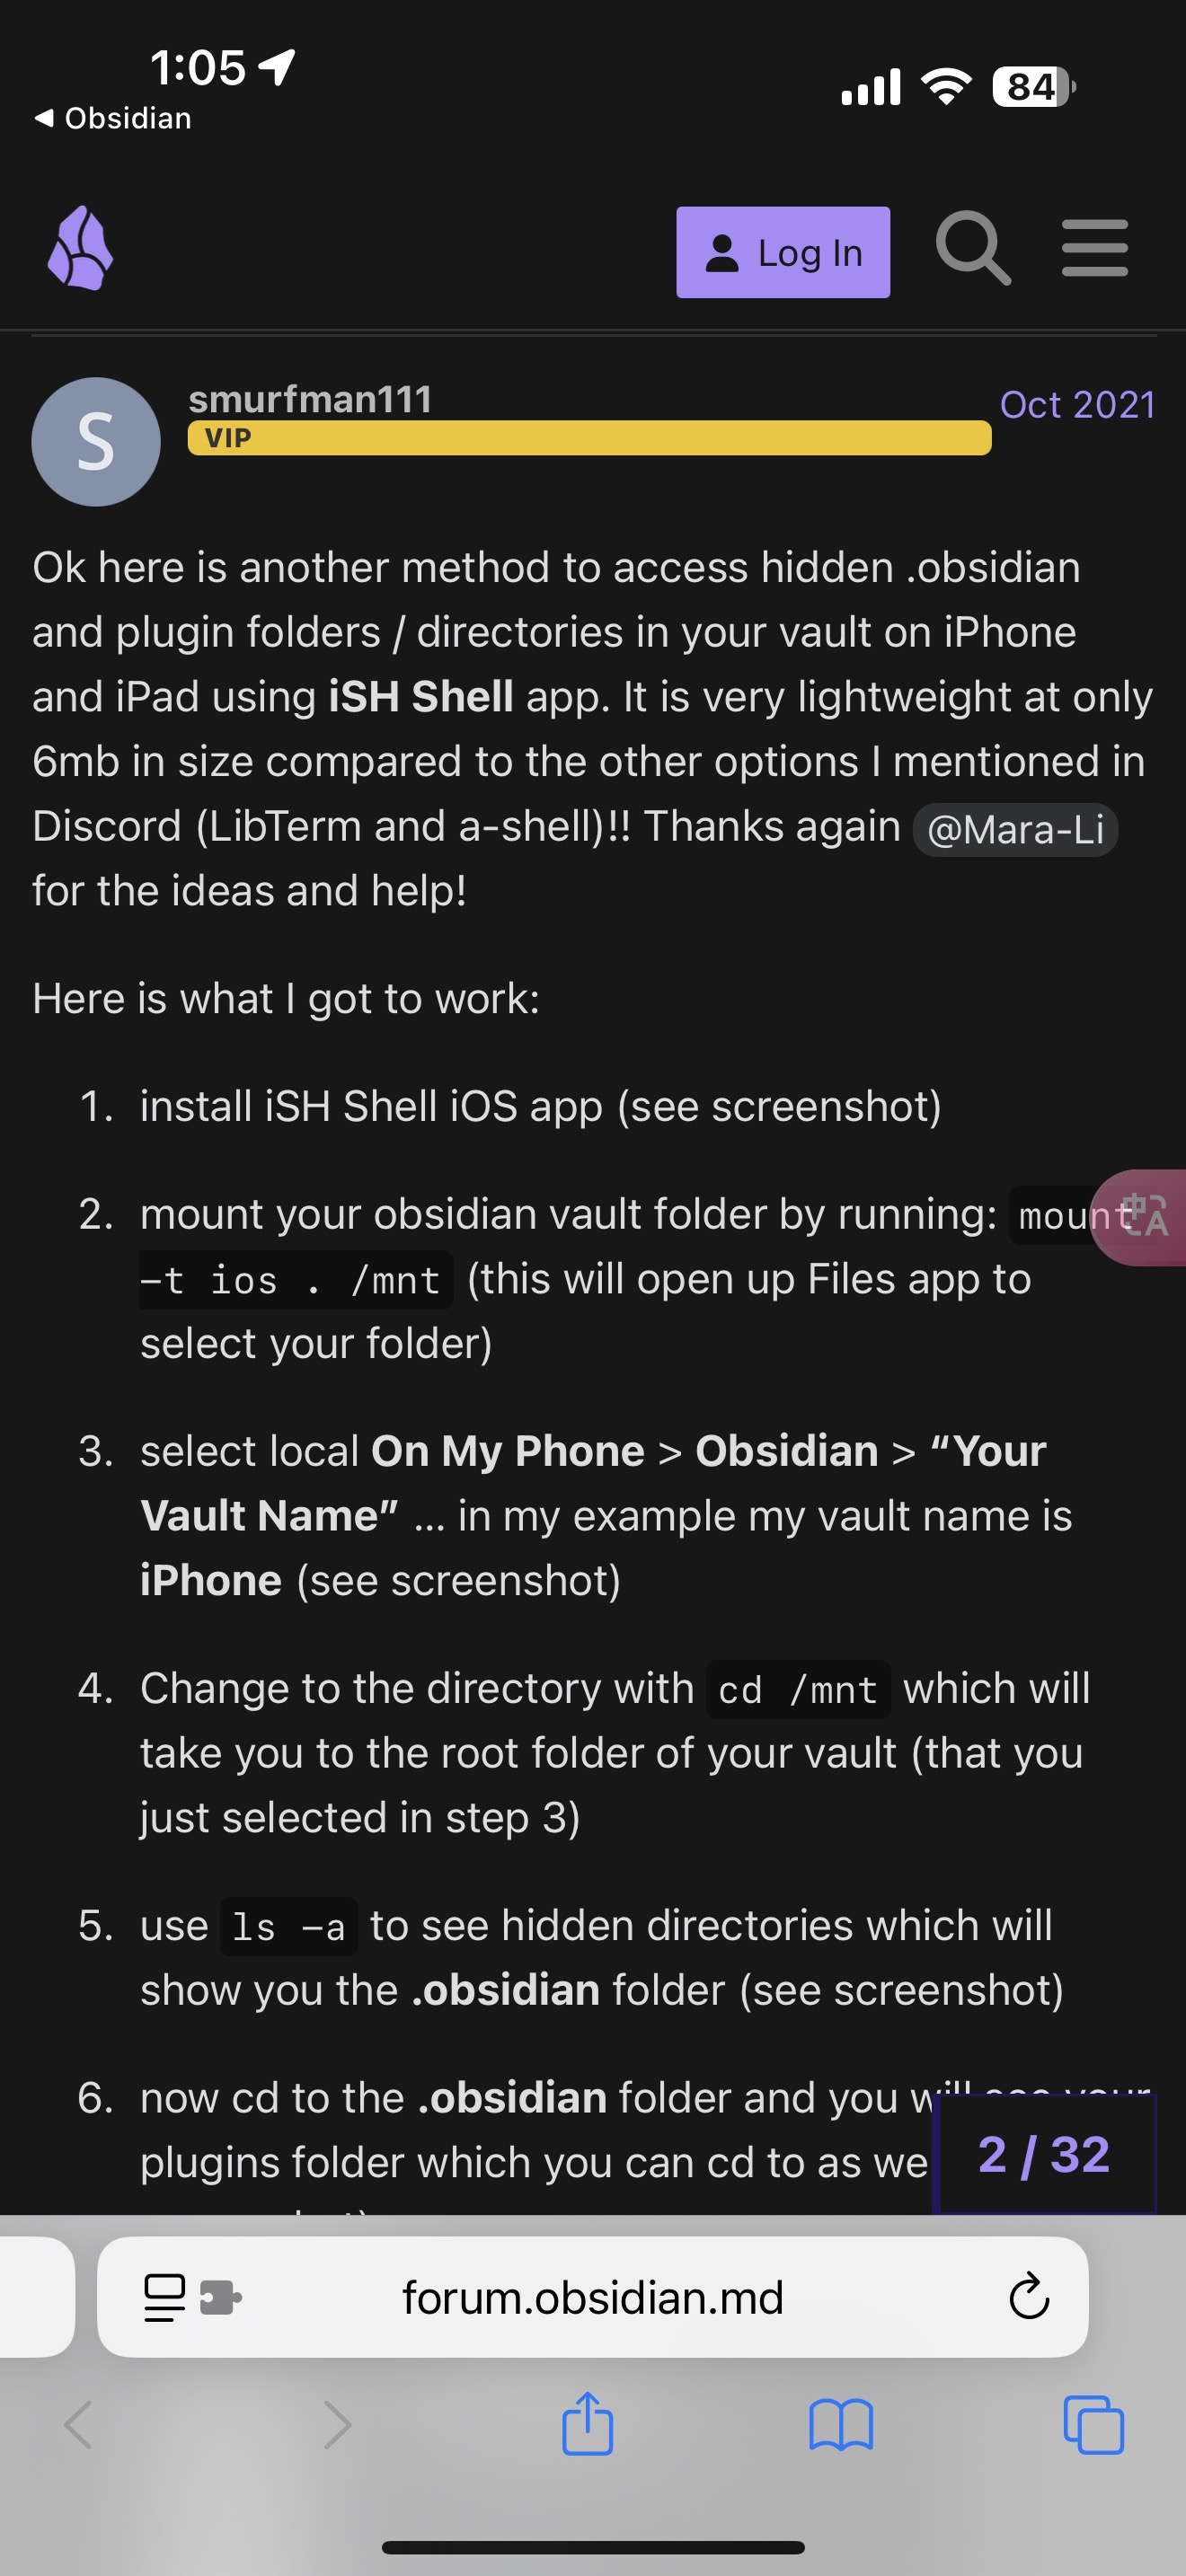 1:05
84
Obsidian
Log In
S
smurfman111
Oct 2021
VIP
Ok here is another method to access hidden .obsidian
and plugin folders / directories in your vault on iPhone
and iPad using iSH Shell app. It is very lightweight at only
6mb in size compared to the other options I mentioned in
Discord (LibTerm and a-shell)!! Thanks again @Mara-Li
for the ideas and help!
Here is what I got to work:
1. install iSH Shell iOS app (see screenshot)
2. mount your obsidian vault folder by running: mount
-t ios . /mnt (this will open up Files app to
select your folder)
3. select local On My Phone > Obsidian > “Your
Vault Name” ... in my example my vault name is
iPhone (see screenshot)
4. Change to the directory with cd /mnt which will
take you to the root folder of your vault (that you
just selected in step 3)
5. use ls -a to see hidden directories which will
show you the .obsidian folder (see screenshot)
6. now cd to the .obsidian folder and you will see your
plugins folder which you can cd to as we
2 / 32
forum.obsidian.md